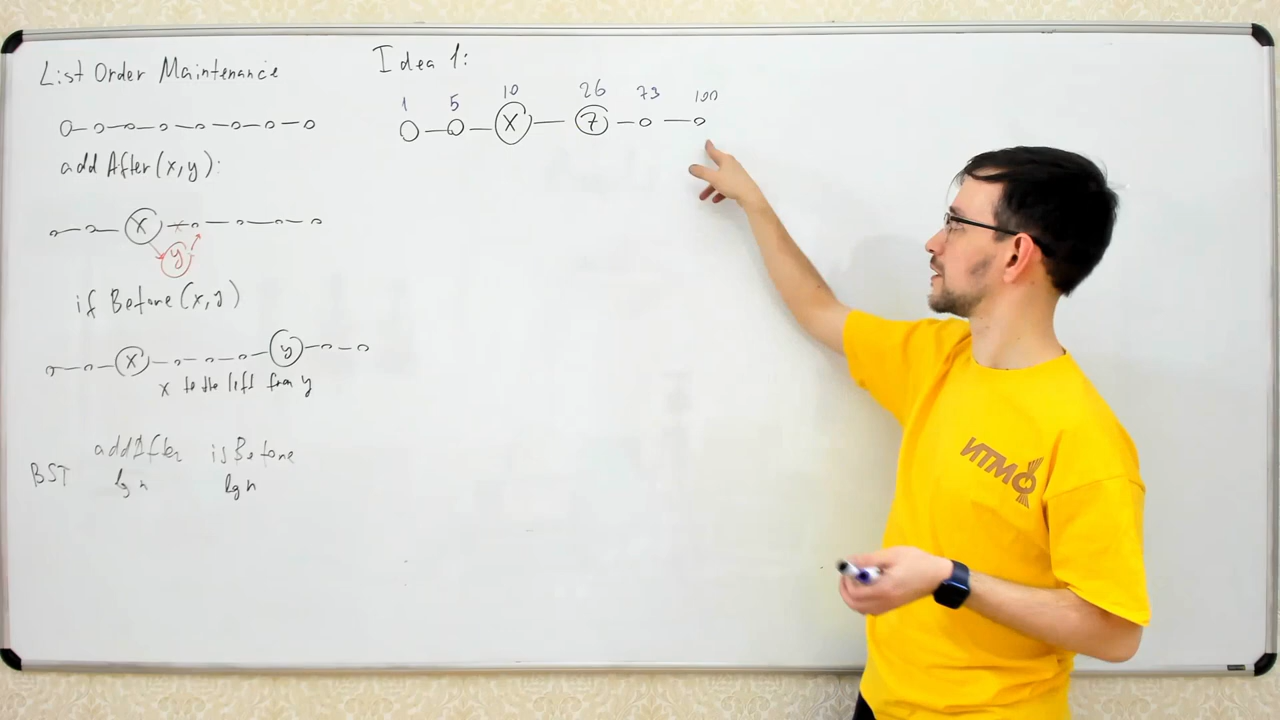 List Order Maintenance
add After (x, y):
X
y
if Before (x, y)
X
y
x to the left from y
addAfter isBefore
BST lg n lg n
Idea 1:
1 5 10 26 73 100
X 7
ИТМО